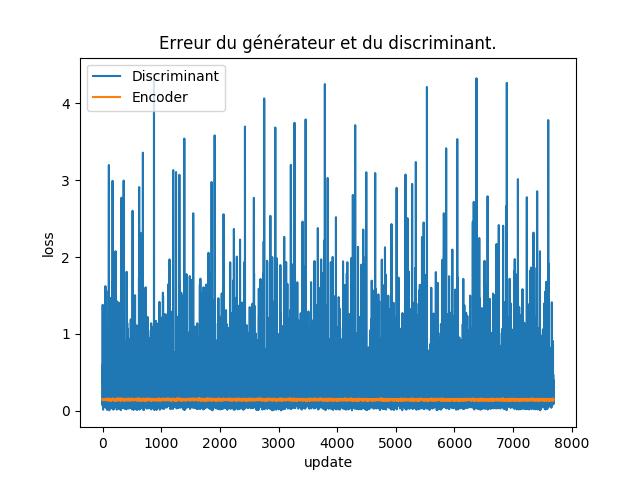 Erreur du générateur et du discriminant.
Discriminant
Encoder
4
3
2
1
0
loss
0 1000 2000 3000 4000 5000 6000 7000 8000
update